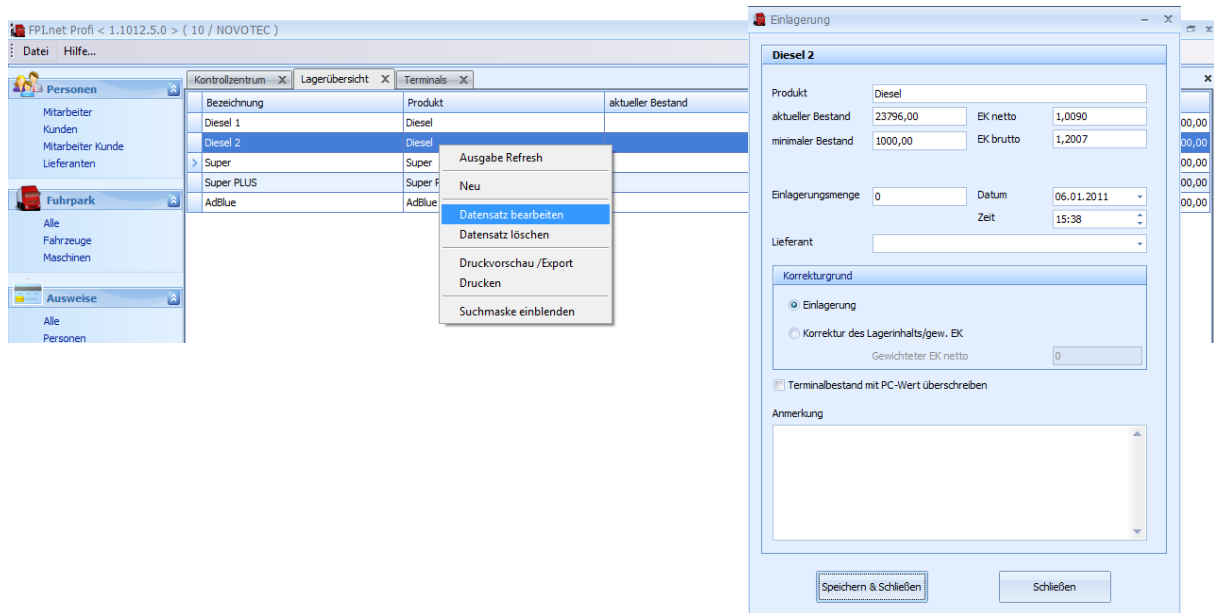 FPI.net Profi < 1.1012.5.0 > ( 10 / NOVOTEC )
Datei Hilfe...
Personen
Mitarbeiter
Kunden
Mitarbeiter Kunde
Lieferanten
Fuhrpark
Alle
Fahrzeuge
Maschinen
Ausweise
Alle
Personen
Kontrollzentrum X Lagerübersicht X Terminals X
Bezeichnung Produkt aktueller Bestand
Diesel 1 Diesel 00,00
Diesel 2 Diesel 00,00
Super Super 00,00
Super PLUS Super P 00,00
AdBlue AdBlue 00,00
Ausgabe Refresh
Neu
Datensatz bearbeiten
Datensatz löschen
Druckvorschau /Export
Drucken
Suchmaske einblenden
Einlagerung
Diesel 2
Produkt Diesel
aktueller Bestand 23796,00 EK netto 1,0090
minimaler Bestand 1000,00 EK brutto 1,2007
Einlagerungsmenge 0 Datum 06.01.2011
Zeit 15:38
Lieferant
Korrekturgrund
Einlagerung
Korrektur des Lagerinhalts/gew. EK
Gewichteter EK netto 0
Terminalbestand mit PC-Wert überschreiben
Anmerkung
Speichern & Schließen Schließen